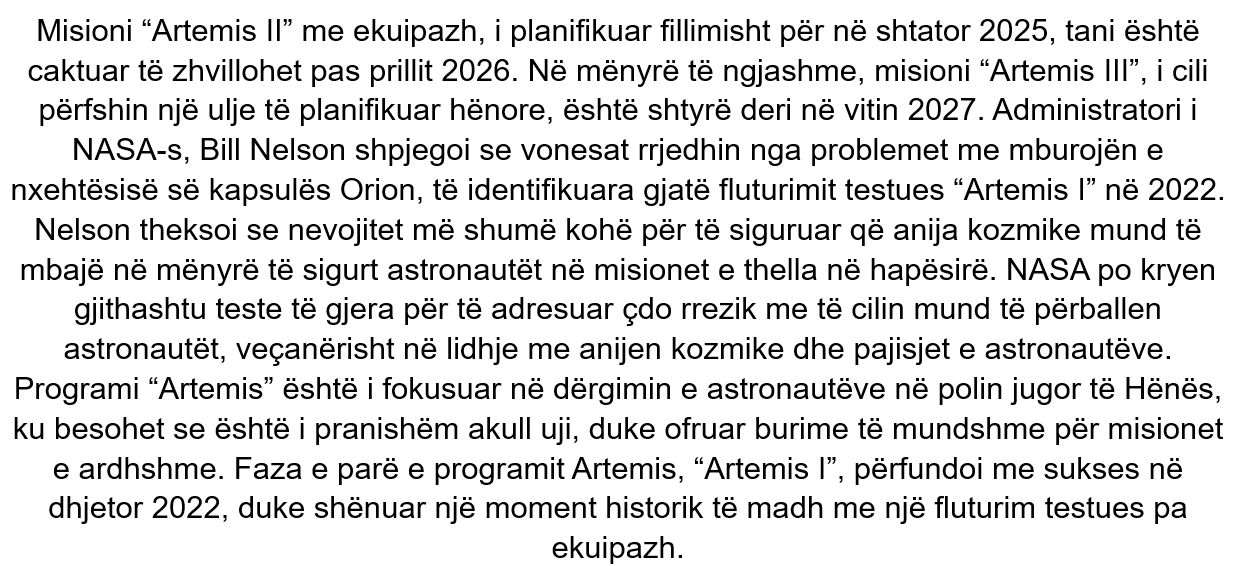 Misioni “Artemis II” me ekuipazh, i planifikuar fillimisht për në shtator 2025, tani është
caktuar të zhvillohet pas prillit 2026. Në mënyrë të ngjashme, misioni “Artemis III”, i cili
përfshin një ulje të planifikuar hënore, është shtyrë deri në vitin 2027. Administratori i
NASA-s, Bill Nelson shpjegoi se vonesat rrjedhin nga problemet me mburojën e
nxehtësisë së kapsulës Orion, të identifikuara gjatë fluturimit testues “Artemis I” në 2022.
Nelson theksoi se nevojitet më shumë kohë për të siguruar që anija kozmike mund të
mbajë në mënyrë të sigurt astronautët në misionet e thella në hapësirë. NASA po kryen
gjithashtu teste të gjera për të adresuar çdo rrezik me të cilin mund të përballen
astronautët, veçanërisht në lidhje me anijen kozmike dhe pajisjet e astronautëve.
Programi “Artemis” është i fokusuar në dërgimin e astronautëve në polin jugor të Hënës,
ku besohet se është i pranishëm akull uji, duke ofruar burime të mundshme për misionet
e ardhshme. Faza e parë e programit Artemis, “Artemis I”, përfundoi me sukses në
dhjetor 2022, duke shënuar një moment historik të madh me një fluturim testues pa
ekuipazh.